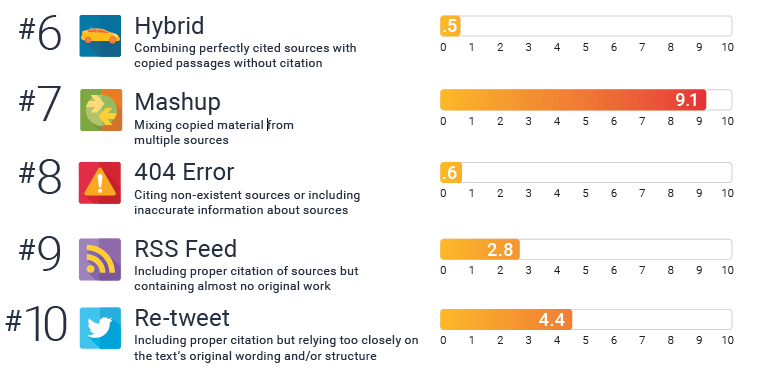 #6 Hybrid
Combining perfectly cited sources with
copied passages without citation
.5
0 1 2 3 4 5 6 7 8 9 10
#7 Mashup
Mixing copied material from
multiple sources
9.1
0 1 2 3 4 5 6 7 8 9 10
#8 404 Error
Citing non-existent sources or including
inaccurate information about sources
.6
0 1 2 3 4 5 6 7 8 9 10
#9 RSS Feed
Including proper citation of sources but
containing almost no original work
2.8
0 1 2 3 4 5 6 7 8 9 10
#10 Re-tweet
Including proper citation but relying too closely on
the text's original wording and/or structure
4.4
0 1 2 3 4 5 6 7 8 9 10